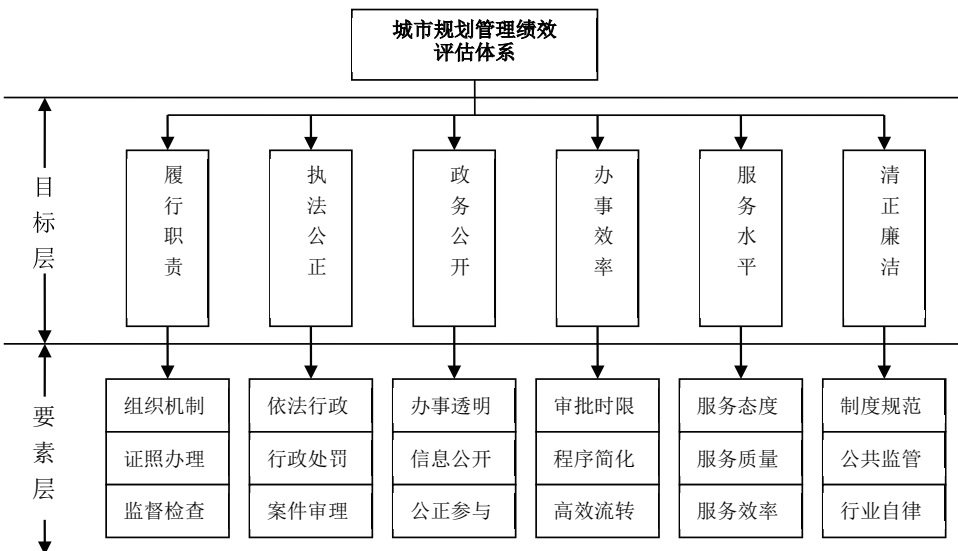 城市规划管理绩效
评估体系
目标层
履行职责
执法公正
政务公开
办事效率
服务水平
清正廉洁
要素层
组织机制
依法行政
办事透明
审批时限
服务态度
制度规范
证照办理
行政处罚
信息公开
程序简化
服务质量
公共监管
监督检查
案件审理
公正参与
高效流转
服务效率
行业自律